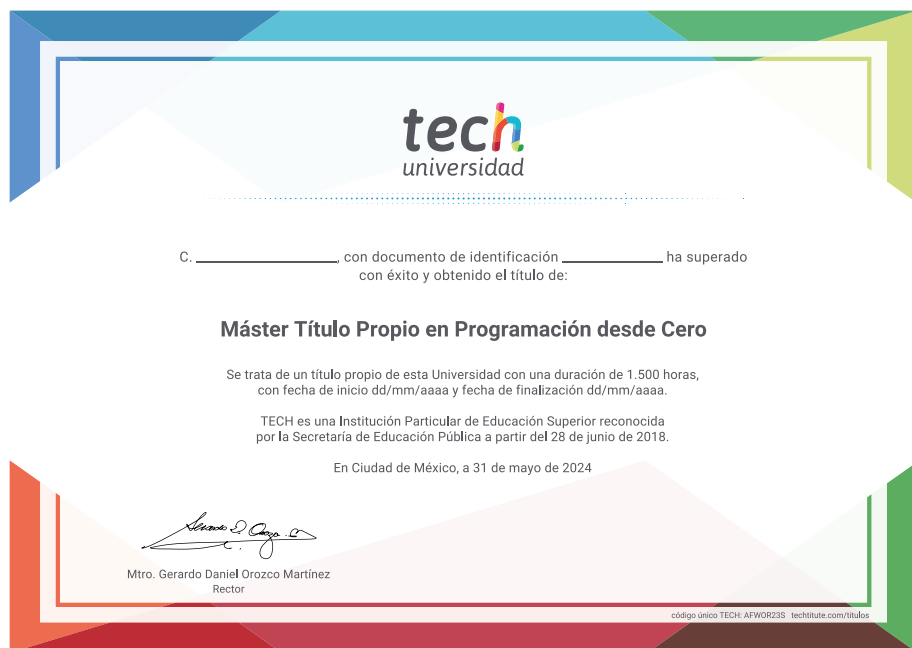 tech
universidad
C. ____________________, con documento de identificación ______________ ha superado
con éxito y obtenido el título de:
Máster Título Propio en Programación desde Cero
Se trata de un título propio de esta Universidad con una duración de 1.500 horas,
con fecha de inicio dd/mm/aaaa y fecha de finalización dd/mm/aaaa.
TECH es una Institución Particular de Educación Superior reconocida
por la Secretaría de Educación Pública a partir del 28 de junio de 2018.
En Ciudad de México, a 31 de mayo de 2024
Mtro. Gerardo Daniel Orozco Martínez
Rector
código único TECH: AFWOR23S techtitute.com/titulos